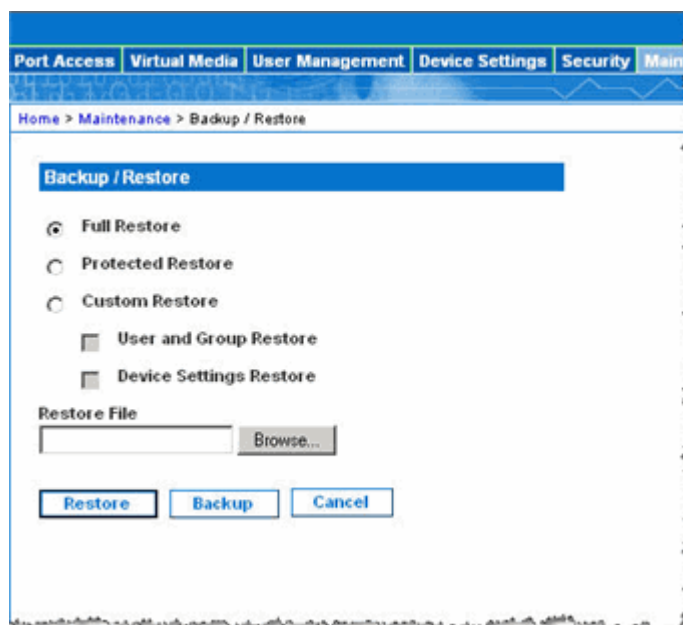 Port Access Virtual Media User Management Device Settings Security Main
Home > Maintenance > Backup / Restore
Backup / Restore
Full Restore
Protected Restore
Custom Restore
User and Group Restore
Device Settings Restore
Restore File
Browse...
Restore Backup Cancel